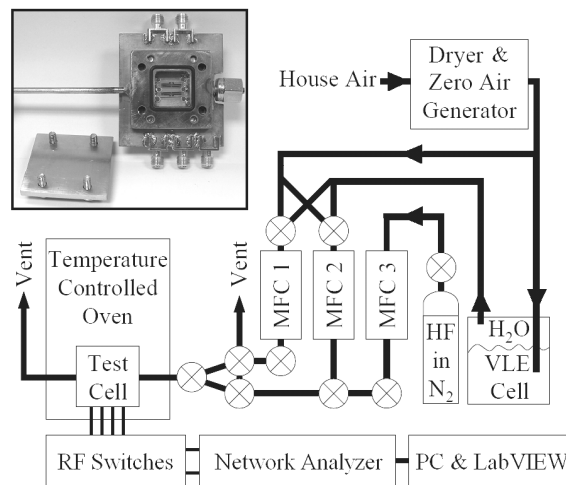 House Air
Dryer &
Zero Air
Generator
Vent
Temperature
Controlled
Oven
Vent
MFC 1
MFC 2
MFC 3
HF
in
N2
H2O
VLE
Cell
Test
Cell
RF Switches
Network Analyzer
PC & LabVIEW